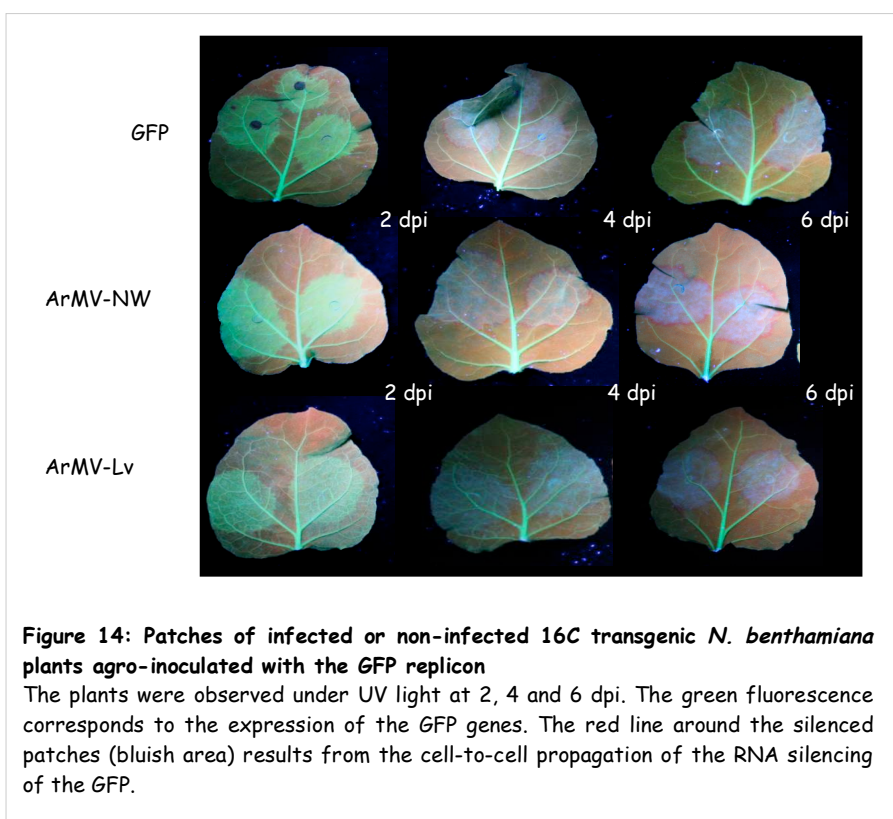 GFP
2 dpi
4 dpi
6 dpi
ArMV-NW
2 dpi
4 dpi
6 dpi
ArMV-Lv
Figure 14: Patches of infected or non-infected 16C transgenic N. benthamiana
plants agro-inoculated with the GFP replicon
The plants were observed under UV light at 2, 4 and 6 dpi. The green fluorescence
corresponds to the expression of the GFP genes. The red line around the silenced
patches (bluish area) results from the cell-to-cell propagation of the RNA silencing
of the GFP.